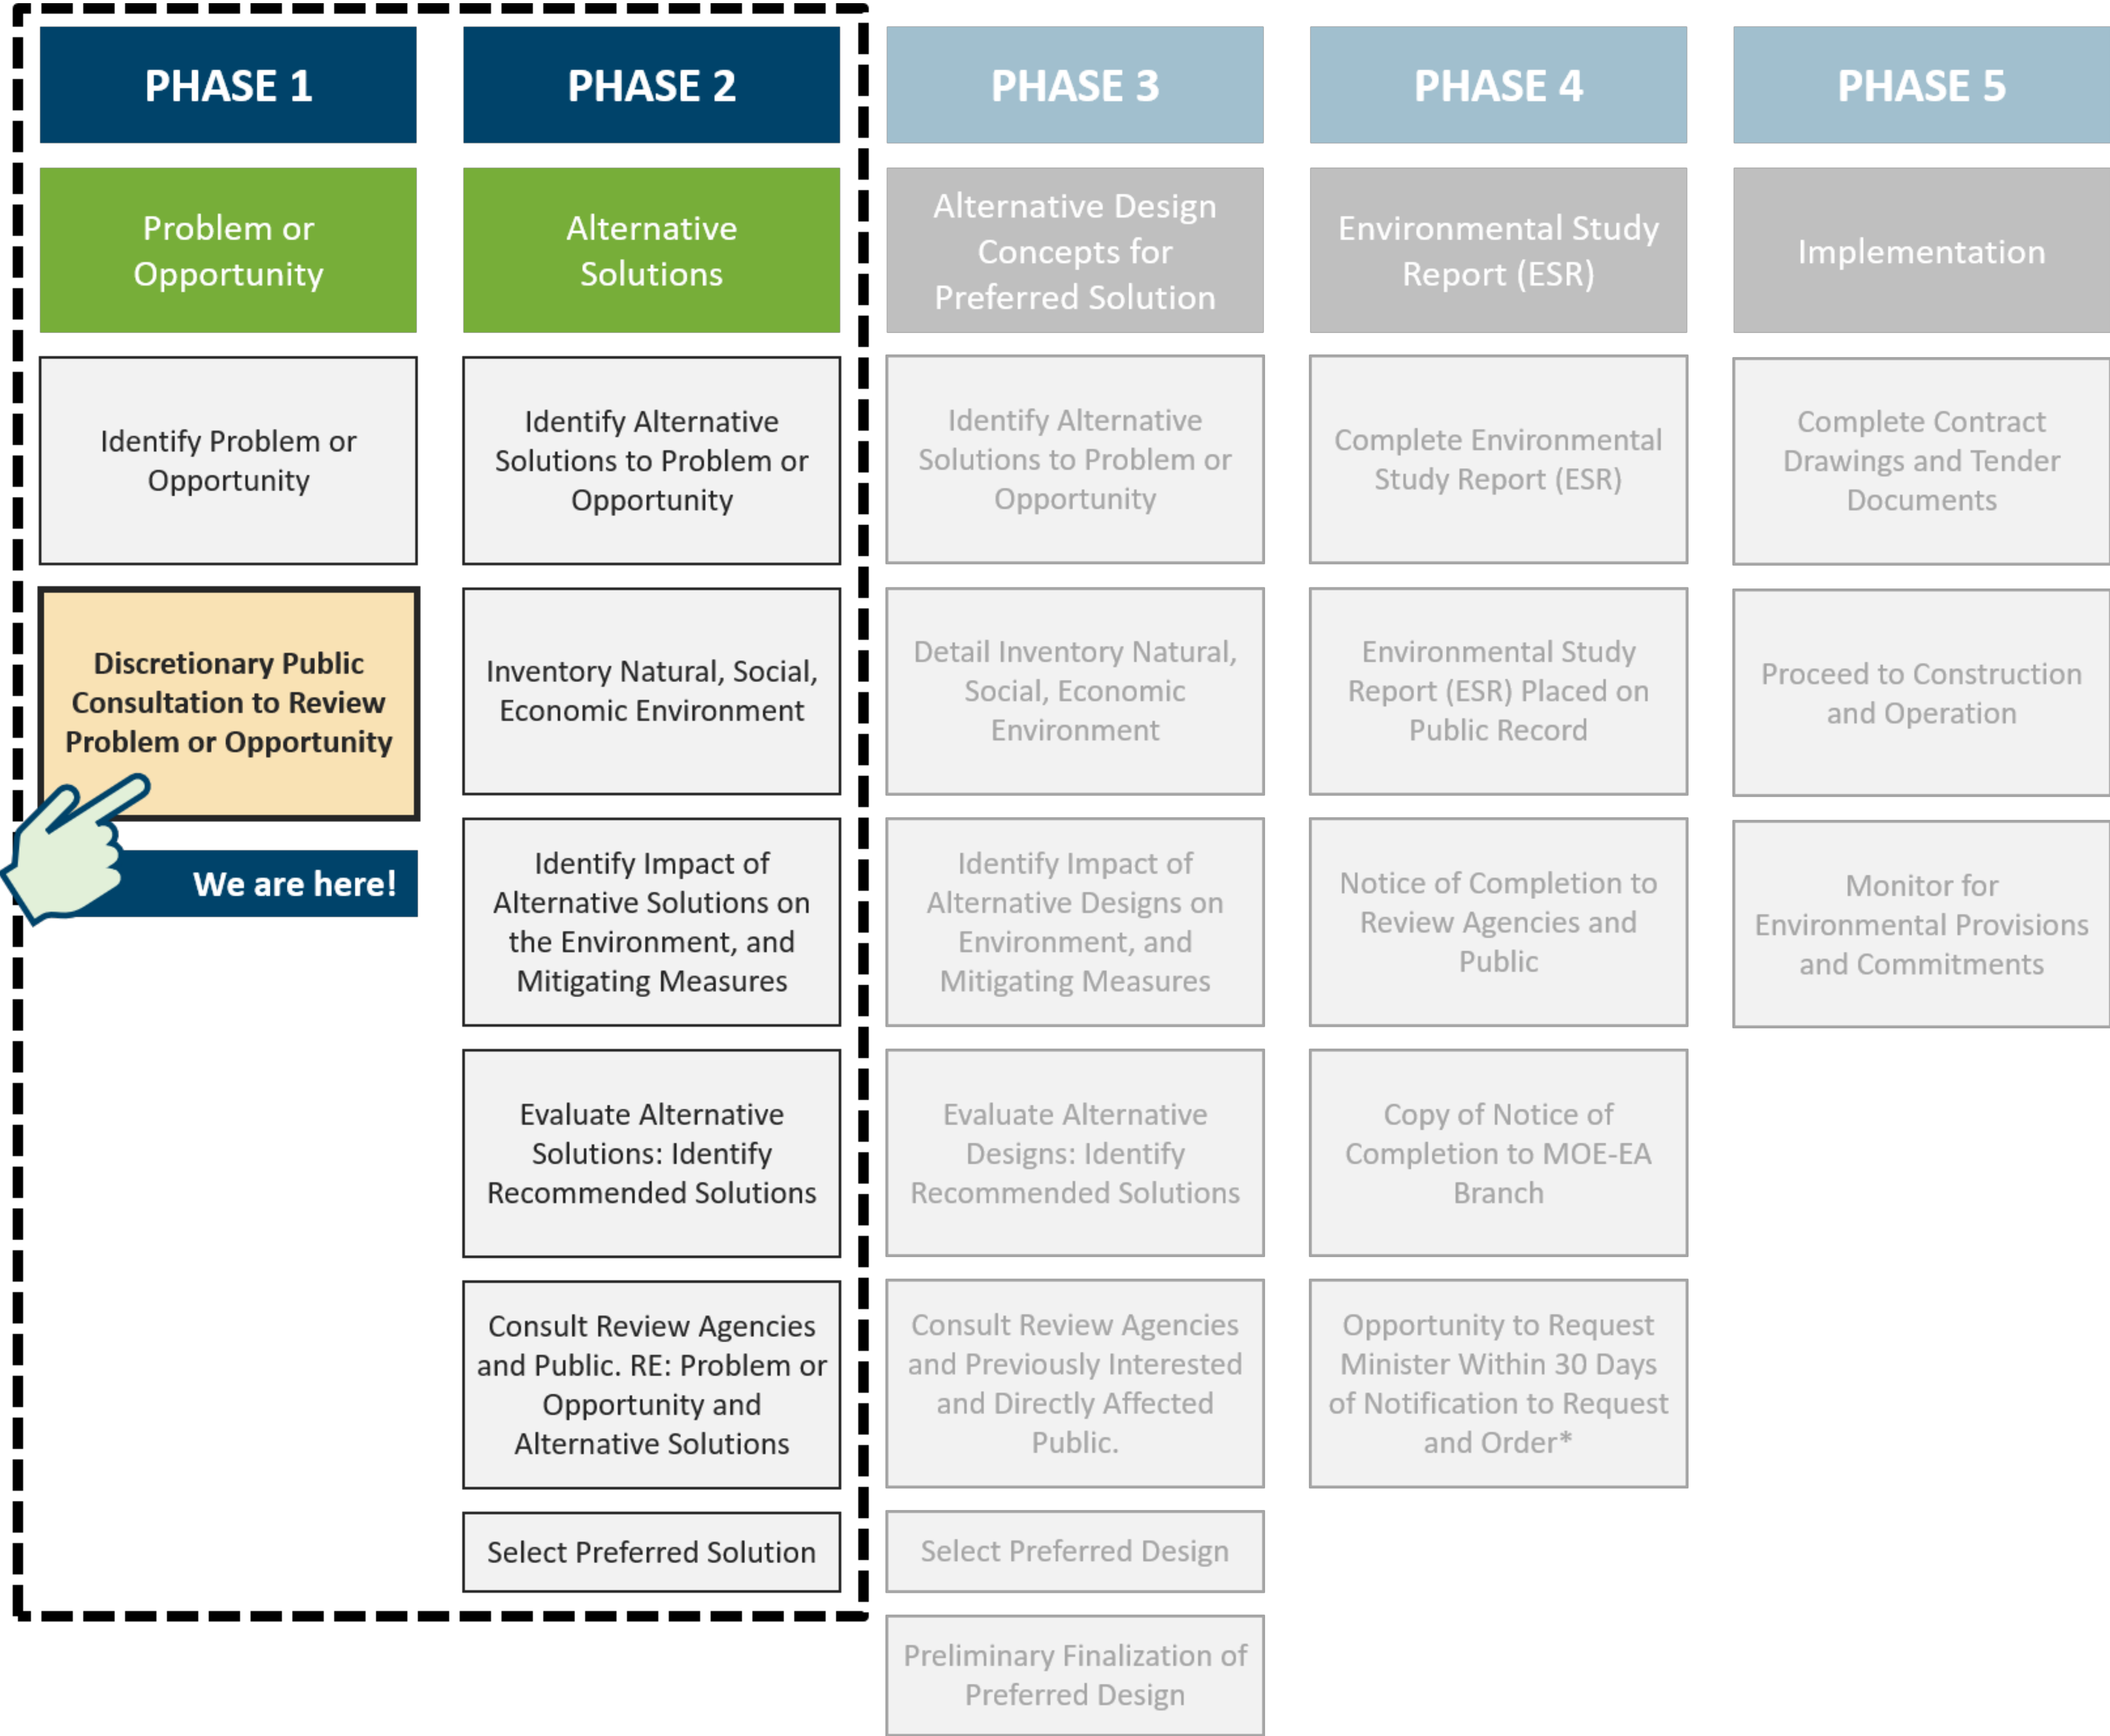 PHASE 1
Problem or
Opportunity
Identify Problem or
Opportunity
Discretionary Public
Consultation to Review
Problem or Opportunity
We are here!
PHASE 2
Alternative
Solutions
Identify Alternative
Solutions to Problem or
Opportunity
Inventory Natural, Social,
Economic Environment
Identify Impact of
Alternative Solutions on
the Environment, and
Mitigating Measures
Evaluate Alternative
Solutions: Identify
Recommended Solutions
Consult Review Agencies
and Public. RE: Problem or
Opportunity and
Alternative Solutions
Select Preferred Solution
PHASE 3
Alternative Design
Concepts for
Preferred Solution
Identify Alternative
Solutions to Problem or
Opportunity
Detail Inventory Natural,
Social, Economic
Environment
Identify Impact of
Alternative Designs on
Environment, and
Mitigating Measures
Evaluate Alternative
Designs: Identify
Recommended Solutions
Consult Review Agencies
and Previously Interested
and Directly Affected
Public.
Select Preferred Design
Preliminary Finalization of
Preferred Design
PHASE 4
Environmental Study
Report (ESR)
Complete Environmental
Study Report (ESR)
Environmental Study
Report (ESR) Placed on
Public Record
Notice of Completion to
Review Agencies and
Public
Copy of Notice of
Completion to MOE-EA
Branch
Opportunity to Request
Minister Within 30 Days
of Notification to Request
and Order*
PHASE 5
Implementation
Complete Contract
Drawings and Tender
Documents
Proceed to Construction
and Operation
Monitor for
Environmental Provisions
and Commitments